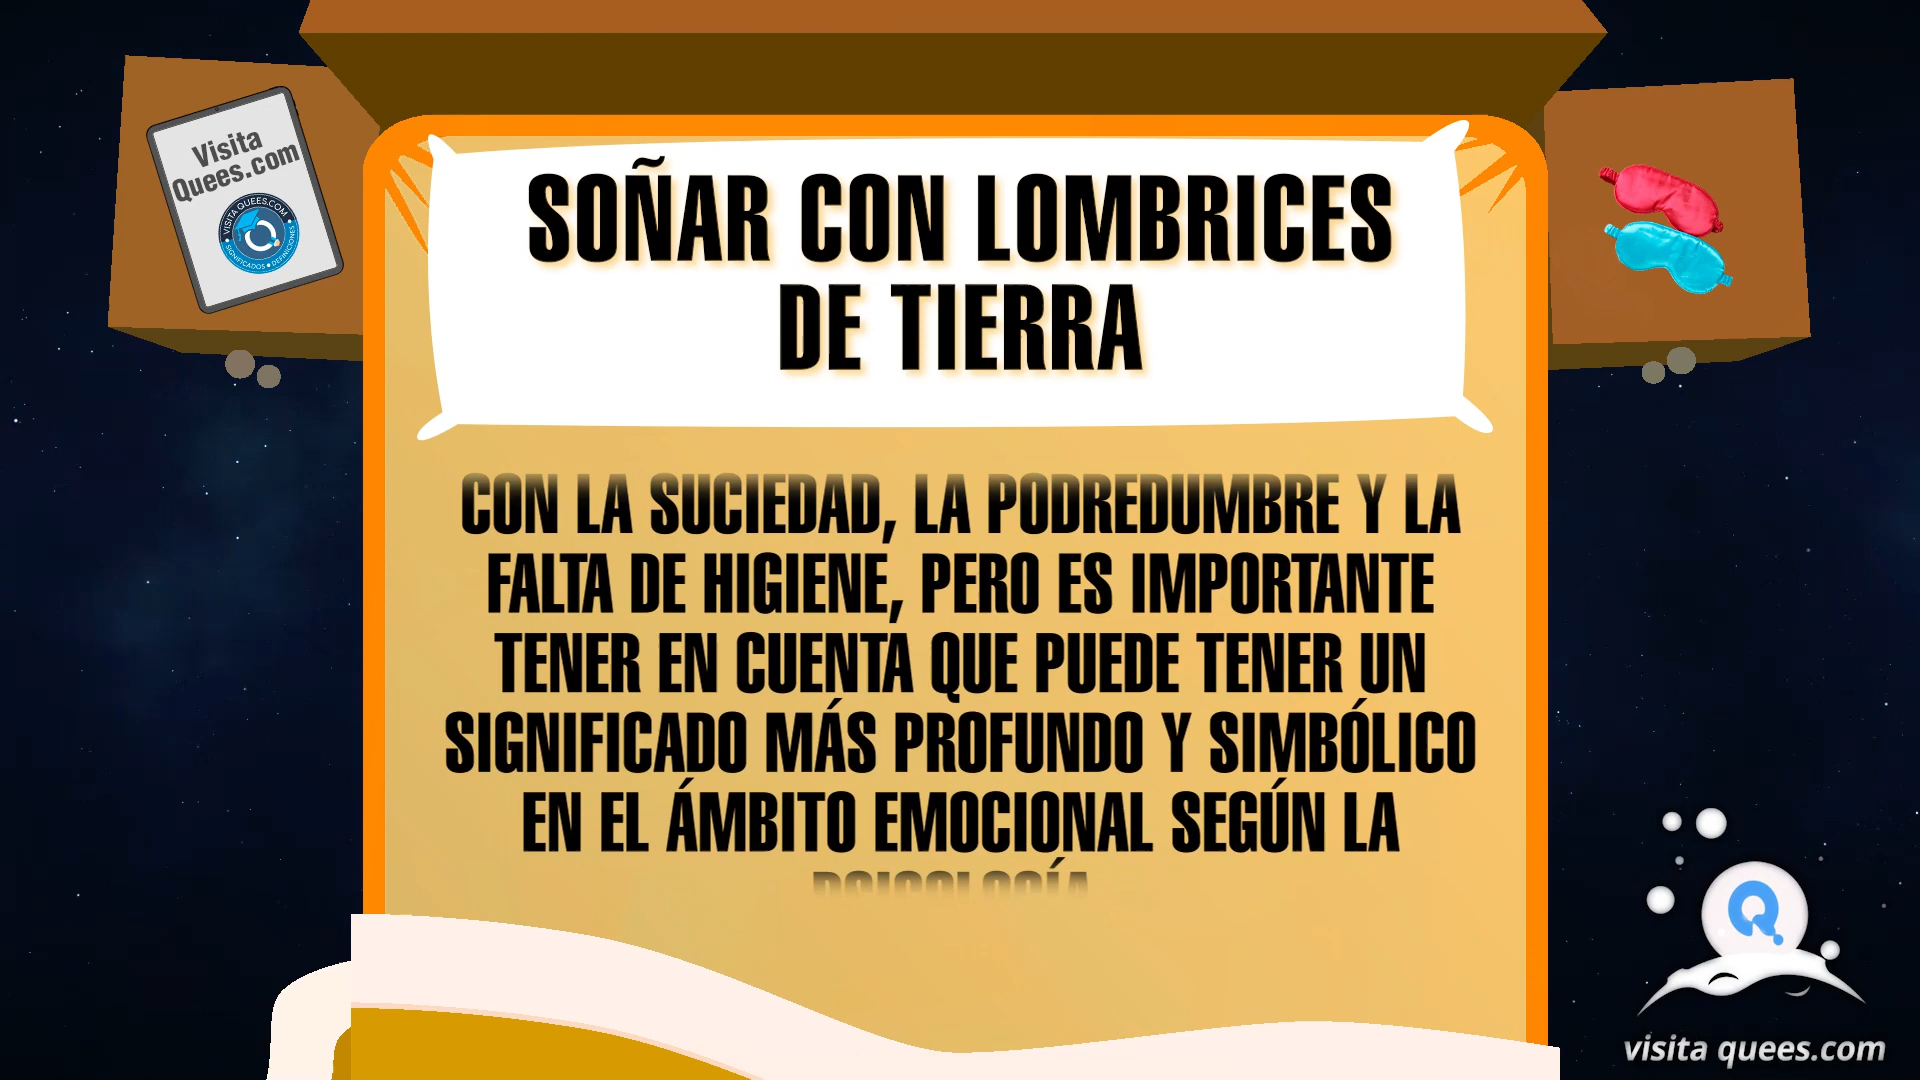 Visita
Quees.com
VISITA QUEES.COM
SIGNIFICADOS • DEFINICIONES
SOÑAR CON LOMBRICES
DE TIERRA
CON LA SUCIEDAD, LA PODREDUMBRE Y LA
FALTA DE HIGIENE, PERO ES IMPORTANTE
TENER EN CUENTA QUE PUEDE TENER UN
SIGNIFICADO MÁS PROFUNDO Y SIMBÓLICO
EN EL ÁMBITO EMOCIONAL SEGÚN LA
PSICOLOGÍA
Q
visita quees.com